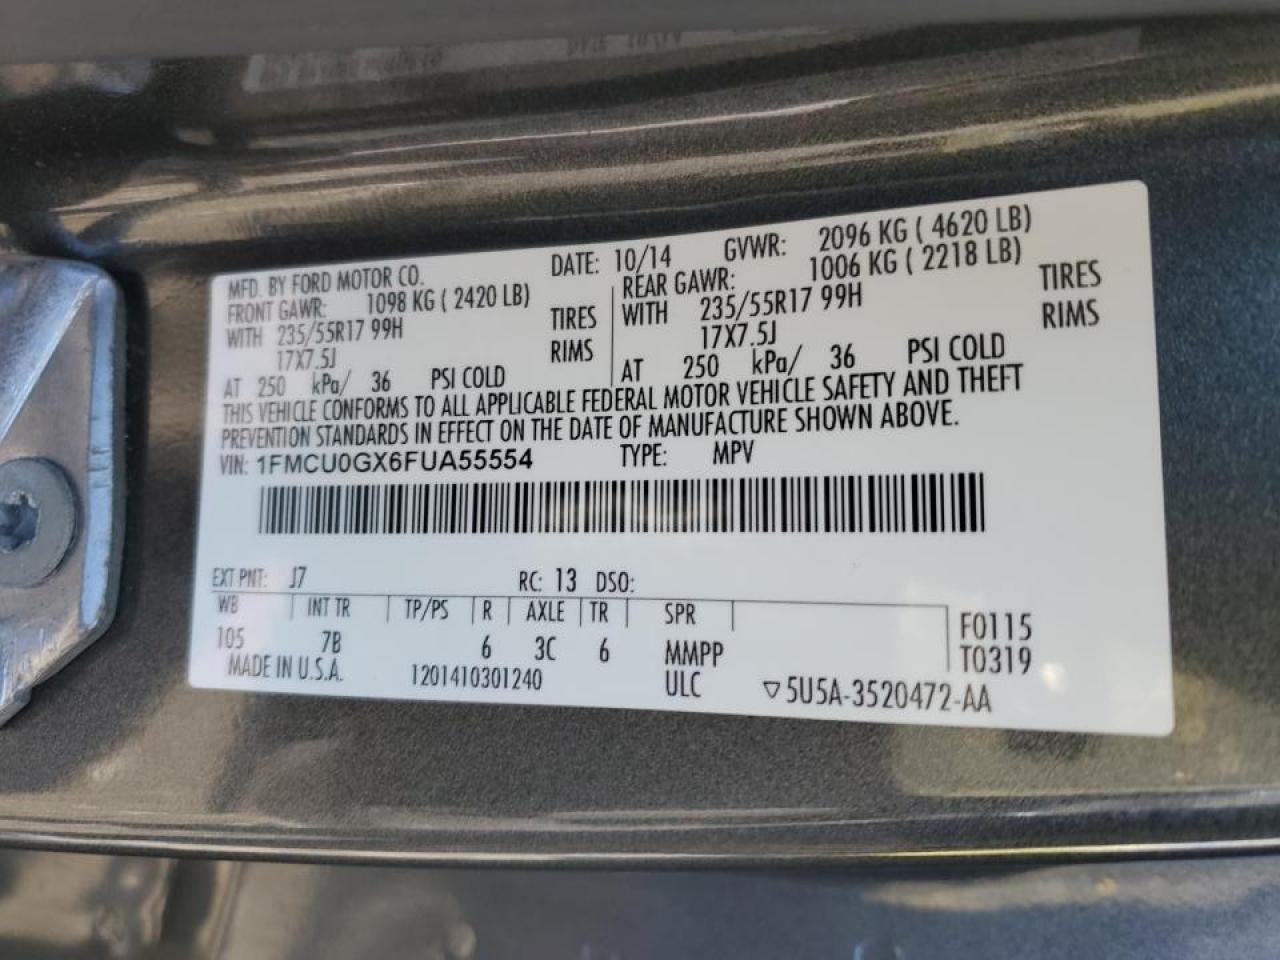 MFD. BY FORD MOTOR CO. DATE: 10/14 GVWR: 2096 KG ( 4620 LB)
FRONT GAWR: 1098 KG ( 2420 LB) REAR GAWR: 1006 KG ( 2218 LB)
WITH 235/55R17 99H TIRES WITH 235/55R17 99H TIRES
17X7.5J RIMS 17X7.5J RIMS
AT 250 kPa/ 36 PSI COLD AT 250 kPa/ 36 PSI COLD
THIS VEHICLE CONFORMS TO ALL APPLICABLE FEDERAL MOTOR VEHICLE SAFETY AND THEFT
PREVENTION STANDARDS IN EFFECT ON THE DATE OF MANUFACTURE SHOWN ABOVE.
VIN: 1FMCU0GX6FUA55554 TYPE: MPV
EXT PNT: J7 RC: 13 DSO:
WB INT TR TP/PS R AXLE TR SPR F0115
105 7B 6 3C 6 MMPP T0319
MADE IN U.S.A. 1201410301240 ULC ▽5U5A-3520472-AA